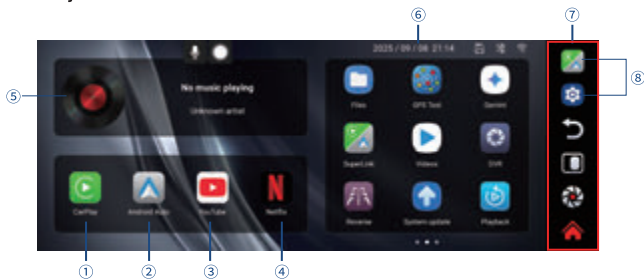 ⑥
⑦
2025/09/08 21:14
⑧
⑤
No music playing
Unknown artist
Files
GPS Test
Gemini
SuperLink
Videos
DVR
CarPlay
Android Auto
YouTube
Netflix
Reverse
System update
Playback
①
②
③
④